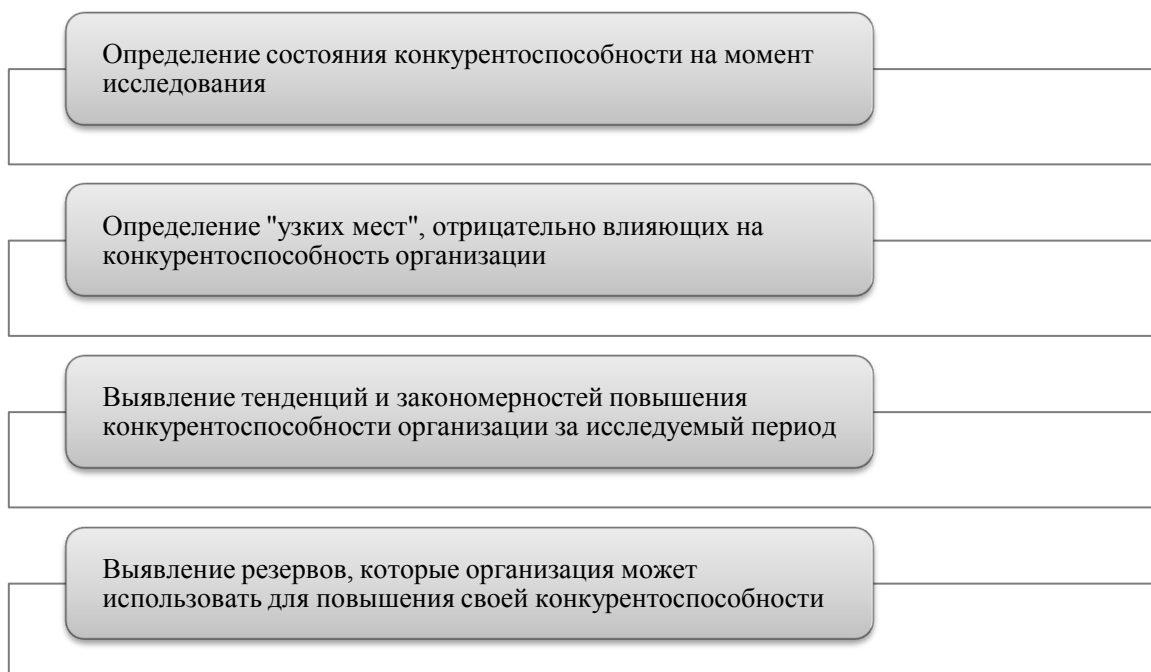 Определение состояния конкурентоспособности на момент
исследования
Определение "узких мест", отрицательно влияющих на
конкурентоспособность организации
Выявление тенденций и закономерностей повышения
конкурентоспособности организации за исследуемый период
Выявление резервов, которые организация может
использовать для повышения своей конкурентоспособности